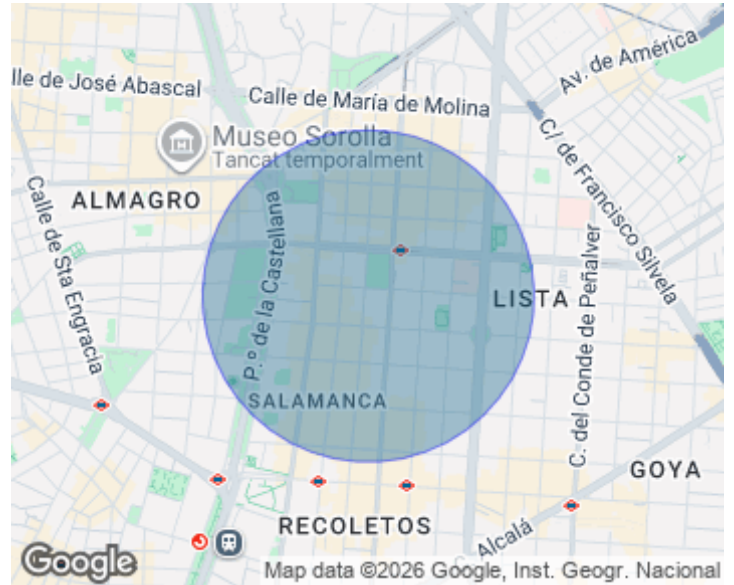 Av. de América
lle de José Abascal
Calle de María de Molina
Museo Sorolla
Tancat temporalment
C/ de Francisco Silvela
ALMAGRO
Calle de Sta Engracia
P.º de la Castellana
C. del Conde de Peñalver
LISTA
SALAMANCA
GOYA
RECOLETOS
C. Alcalá
Google
Map data ©2026 Google, Inst. Geogr. Nacional